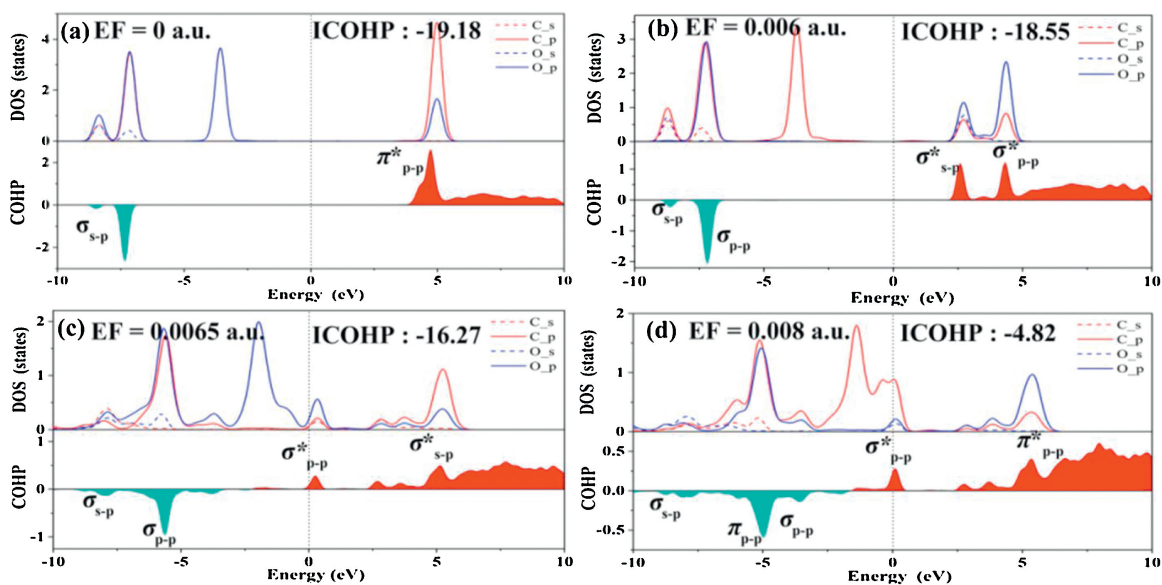 (a) EF = 0 a.u. ICOHP : -19.18
C_s
C_p
O_s
O_p
DOS (states)
4
2
0
π*p-p
COHP
2
0
-2
σs-p
-10 -5 0 5 10
Energy (eV)
(b) EF = 0.006 a.u. ICOHP : -18.55
C_s
C_p
O_s
O_p
DOS (states)
3
2
1
0
σ*s-p σ*p-p
COHP
1
0
-1
-2
σs-p
σp-p
-10 -5 0 5 10
Energy (eV)
(c) EF = 0.0065 a.u. ICOHP : -16.27
C_s
C_p
O_s
O_p
DOS (states)
2
1
0
σ*p-p σ*s-p
COHP
1
0
-1
σs-p
σp-p
-10 -5 0 5 10
Energy (eV)
(d) EF = 0.008 a.u. ICOHP : -4.82
C_s
C_p
O_s
O_p
DOS (states)
2
1
0
σ*p-p π*p-p
COHP
0.5
0.0
-0.5
σs-p
πp-p σp-p
-10 -5 0 5 10
Energy (eV)